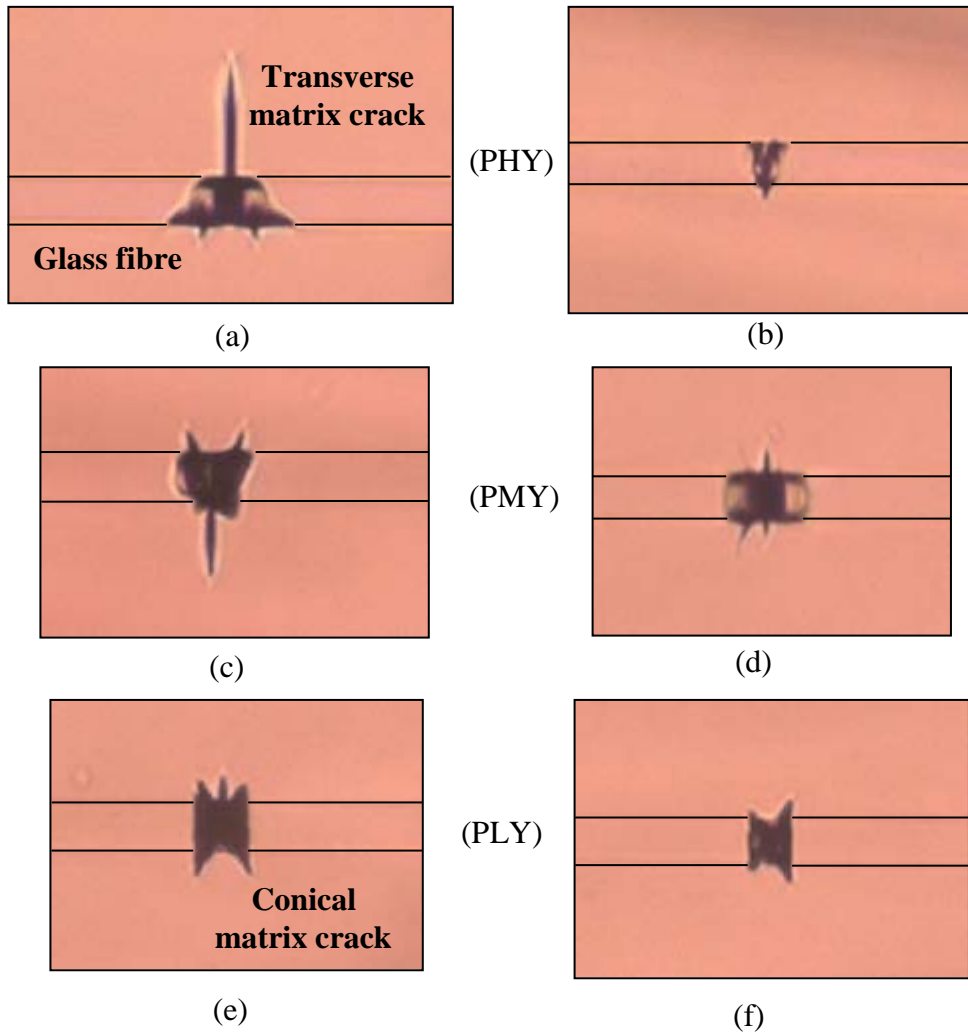 Transverse
matrix crack
(PHY)
Glass fibre
(a)
(b)
(PMY)
(c)
(d)
(PLY)
Conical
matrix crack
(e)
(f)